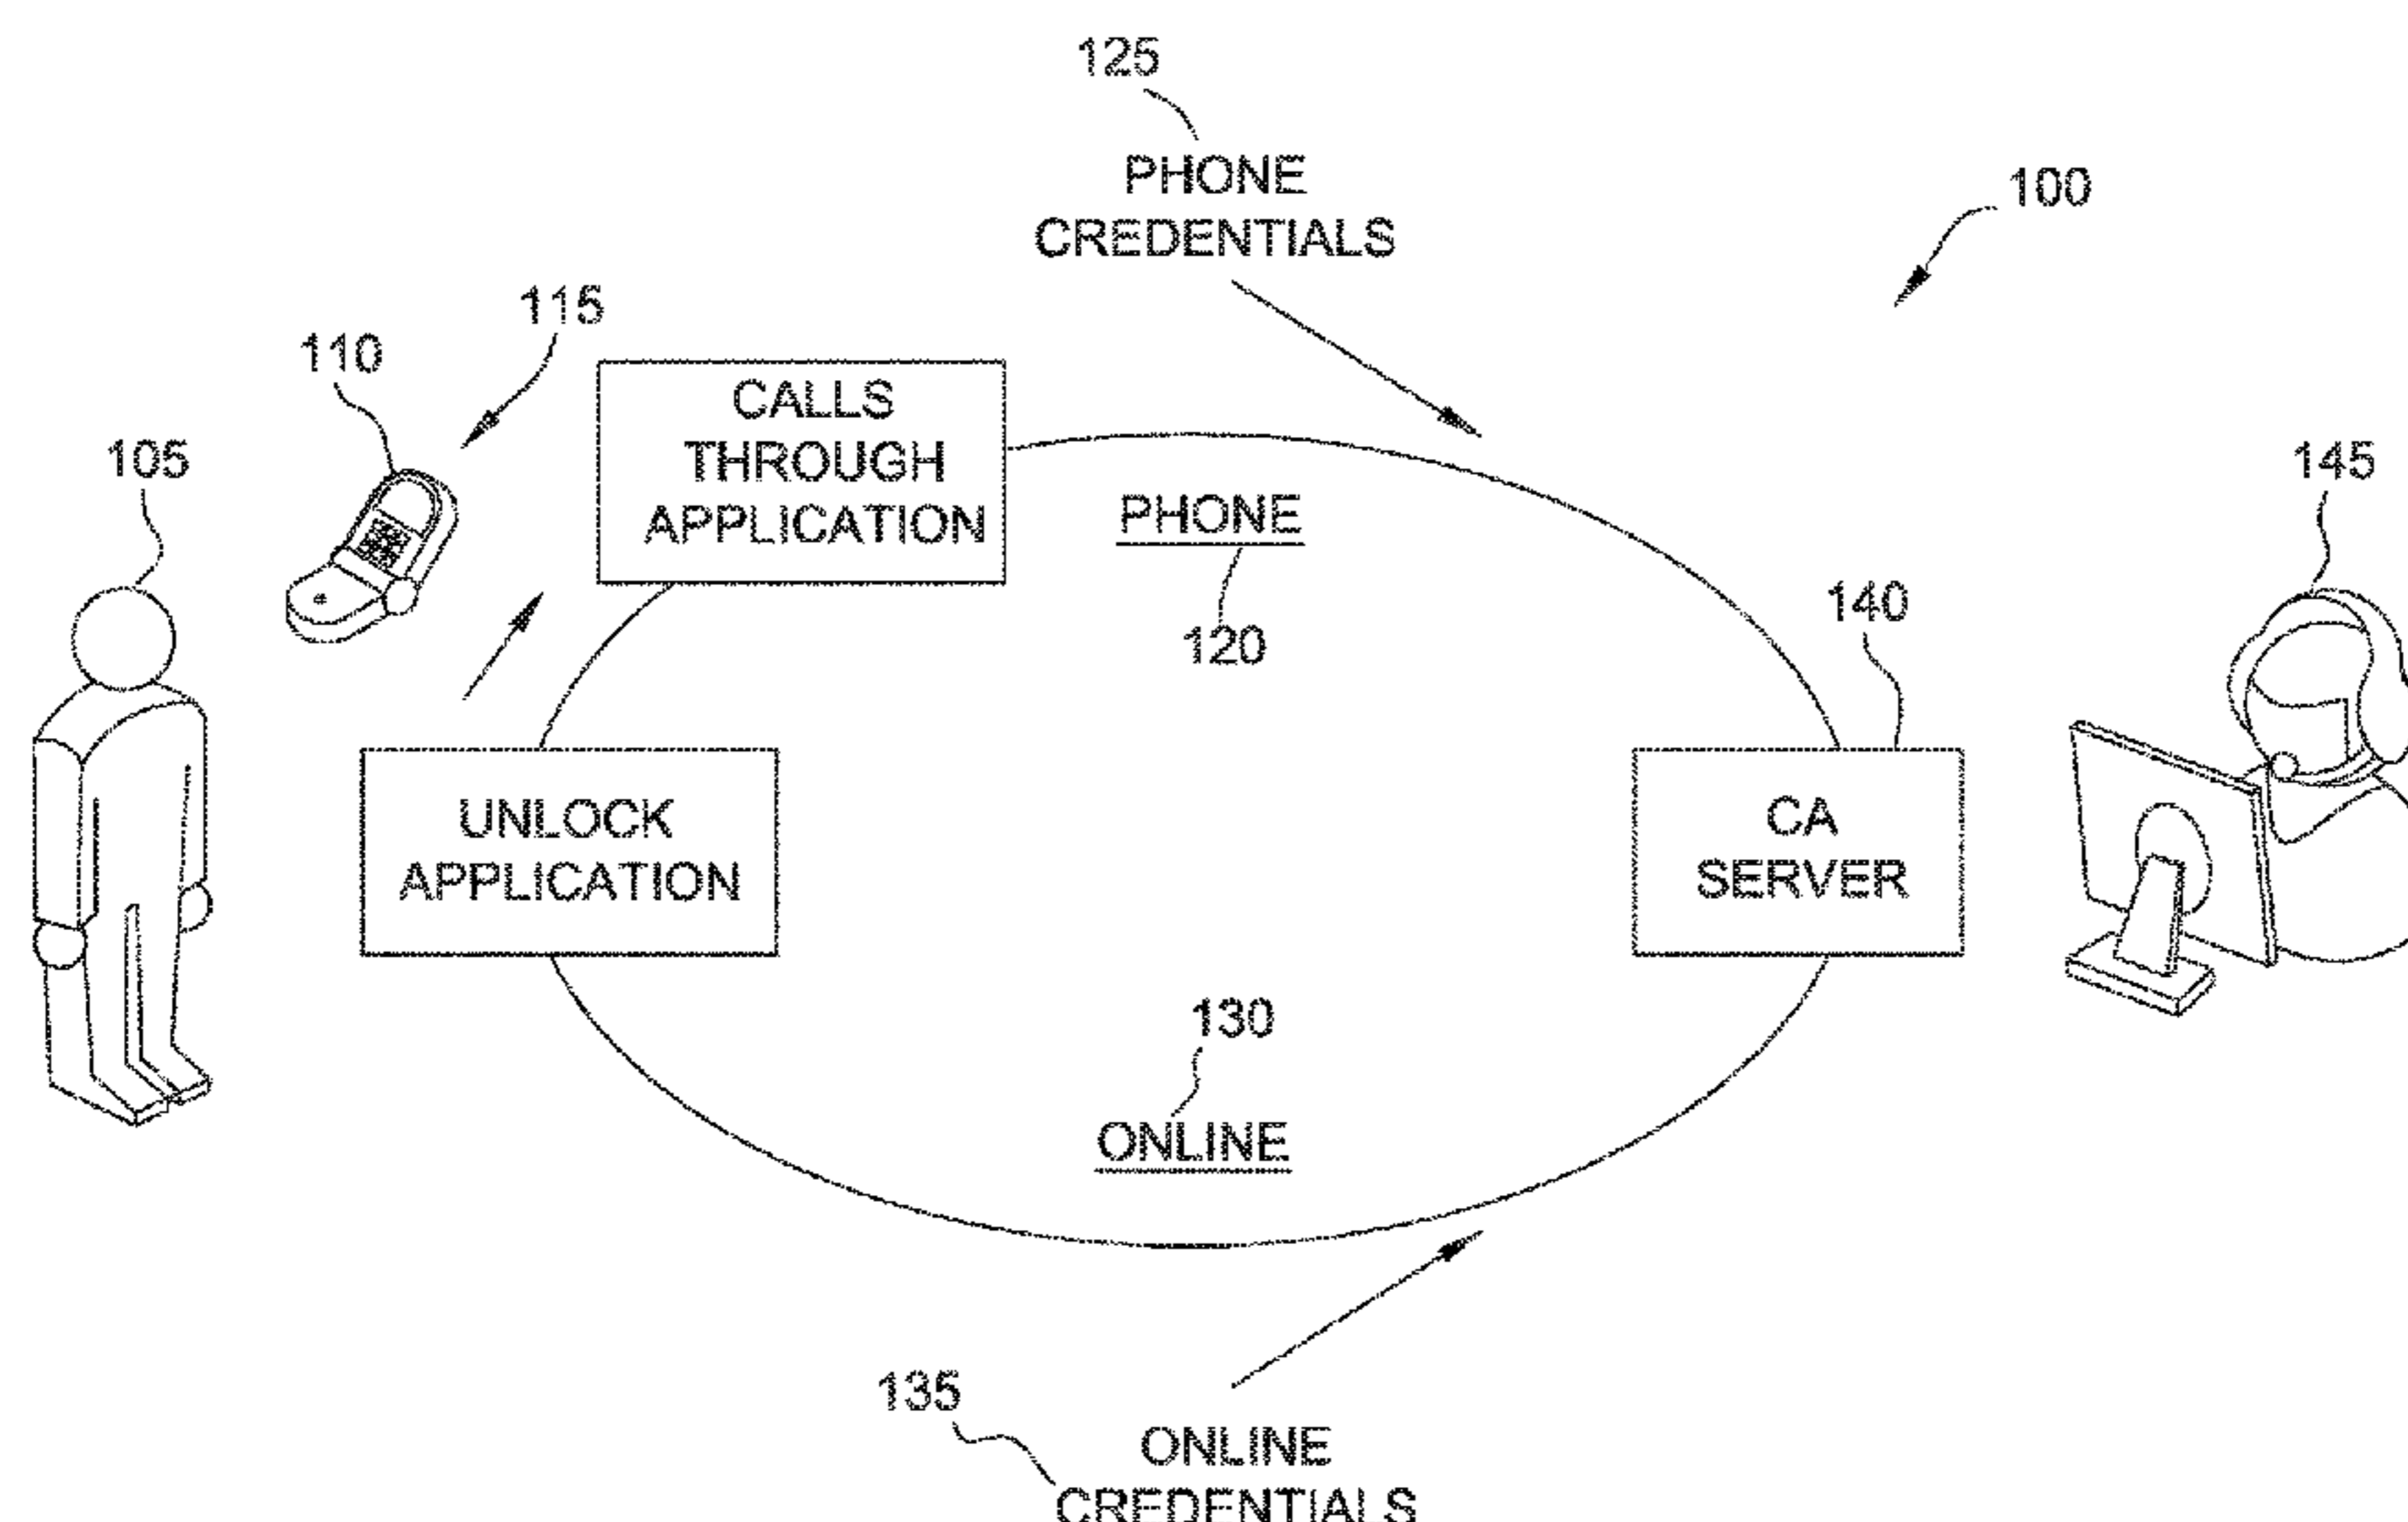 125
PHONE
CREDENTIALS
100
115
110
CALLS
THROUGH
APPLICATION
105
PHONE
120
145
140
UNLOCK
APPLICATION
CA
SERVER
130
ONLINE
135
ONLINE
CREDENTIALS